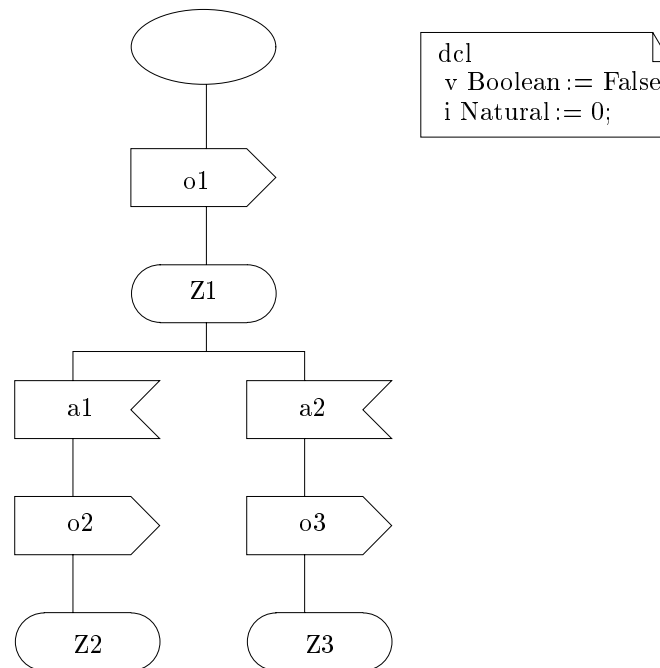 dcl
v Boolean := False
i Natural := 0;
o1
Z1
a1
a2
o2
o3
Z2
Z3